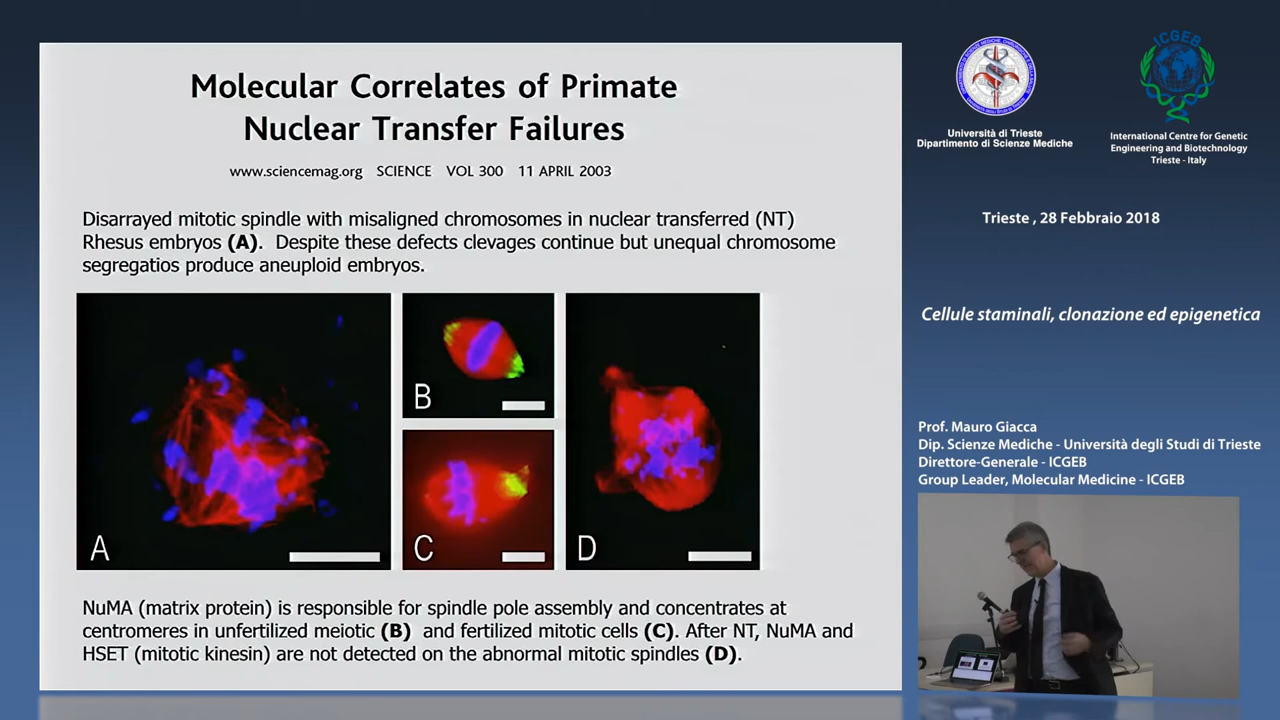 Molecular Correlates of Primate
Nuclear Transfer Failures
www.sciencemag.org SCIENCE VOL 300 11 APRIL 2003
Disarrayed mitotic spindle with misaligned chromosomes in nuclear transferred (NT)
Rhesus embryos (A). Despite these defects clevages continue but unequal chromosome
segregatios produce aneuploid embryos.
A
B
C
D
NuMA (matrix protein) is responsible for spindle pole assembly and concentrates at
centromeres in unfertilized meiotic (B) and fertilized mitotic cells (C). After NT, NuMA and
HSET (mitotic kinesin) are not detected on the abnormal mitotic spindles (D).
Università di Trieste
Dipartimento di Scienze Mediche
ICGEB
International Centre for Genetic
Engineering and Biotechnology
Trieste - Italy
Trieste , 28 Febbraio 2018
Cellule staminali, clonazione ed epigenetica
Prof. Mauro Giacca
Dip. Scienze Mediche - Università degli Studi di Trieste
Direttore-Generale - ICGEB
Group Leader, Molecular Medicine - ICGEB